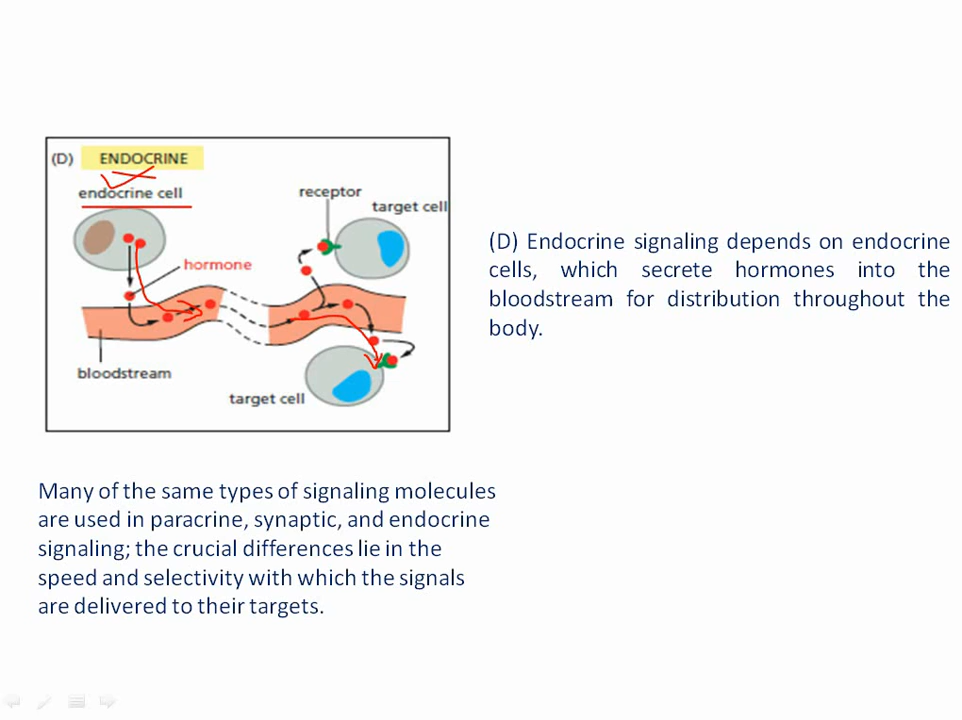 (D) ENDOCRINE
endocrine cell
receptor
target cell
hormone
bloodstream
target cell
(D) Endocrine signaling depends on endocrine
cells, which secrete hormones into the
bloodstream for distribution throughout the
body.
Many of the same types of signaling molecules
are used in paracrine, synaptic, and endocrine
signaling; the crucial differences lie in the
speed and selectivity with which the signals
are delivered to their targets.